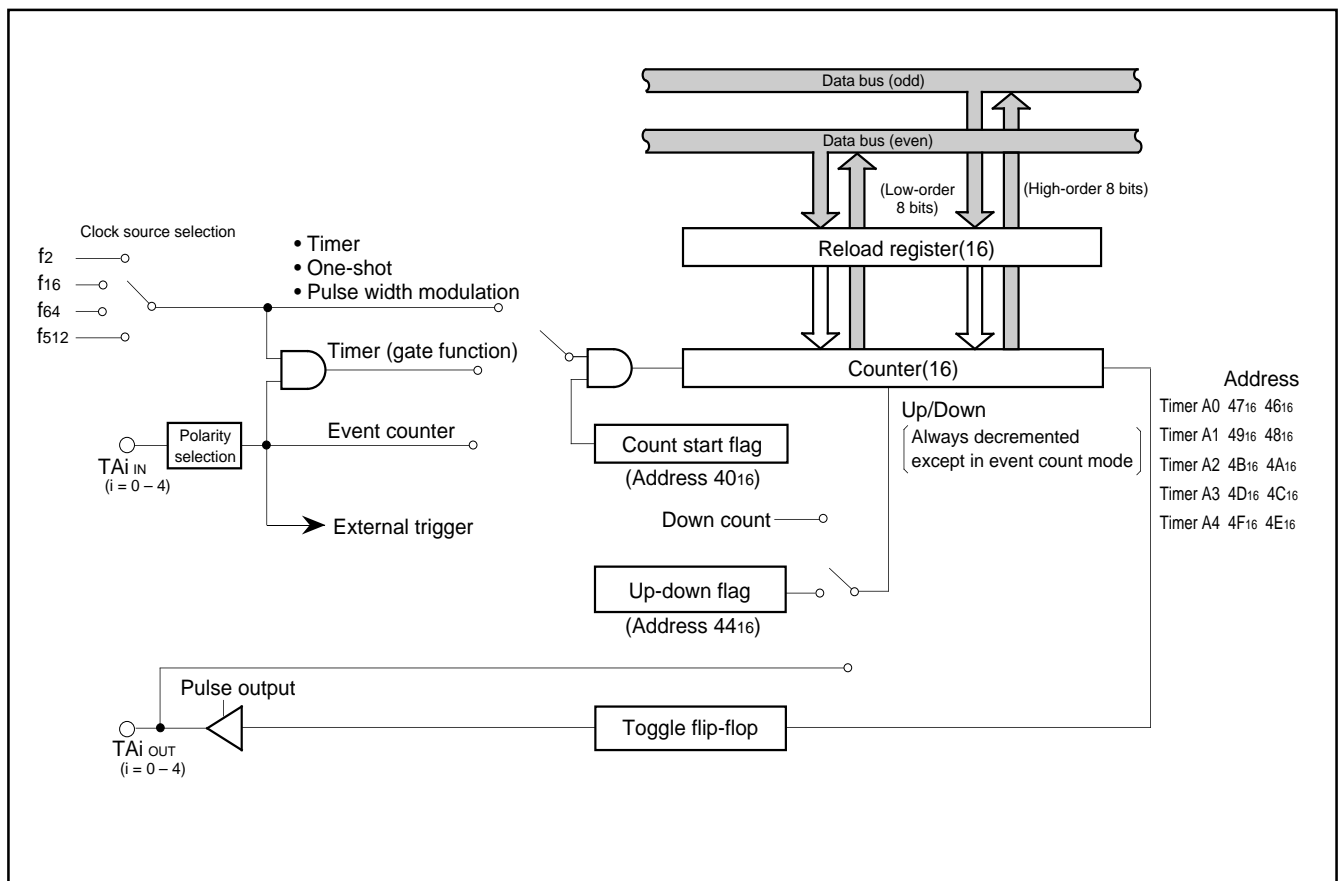 Data bus (odd)
Data bus (even)
(Low-order
8 bits)
(High-order 8 bits)
Clock source selection
f2
f16
f64
f512
• Timer
• One-shot
• Pulse width modulation
Reload register(16)
Timer (gate function)
Counter(16)
Polarity
selection
Event counter
TAi IN
(i = 0 – 4)
External trigger
Count start flag
(Address 4016)
Up/Down
Always decremented
except in event count mode
Address
Timer A0 4716 4616
Timer A1 4916 4816
Timer A2 4B16 4A16
Timer A3 4D16 4C16
Timer A4 4F16 4E16
Down count
Up-down flag
(Address 4416)
Pulse output
Toggle flip-flop
TAi OUT
(i = 0 – 4)